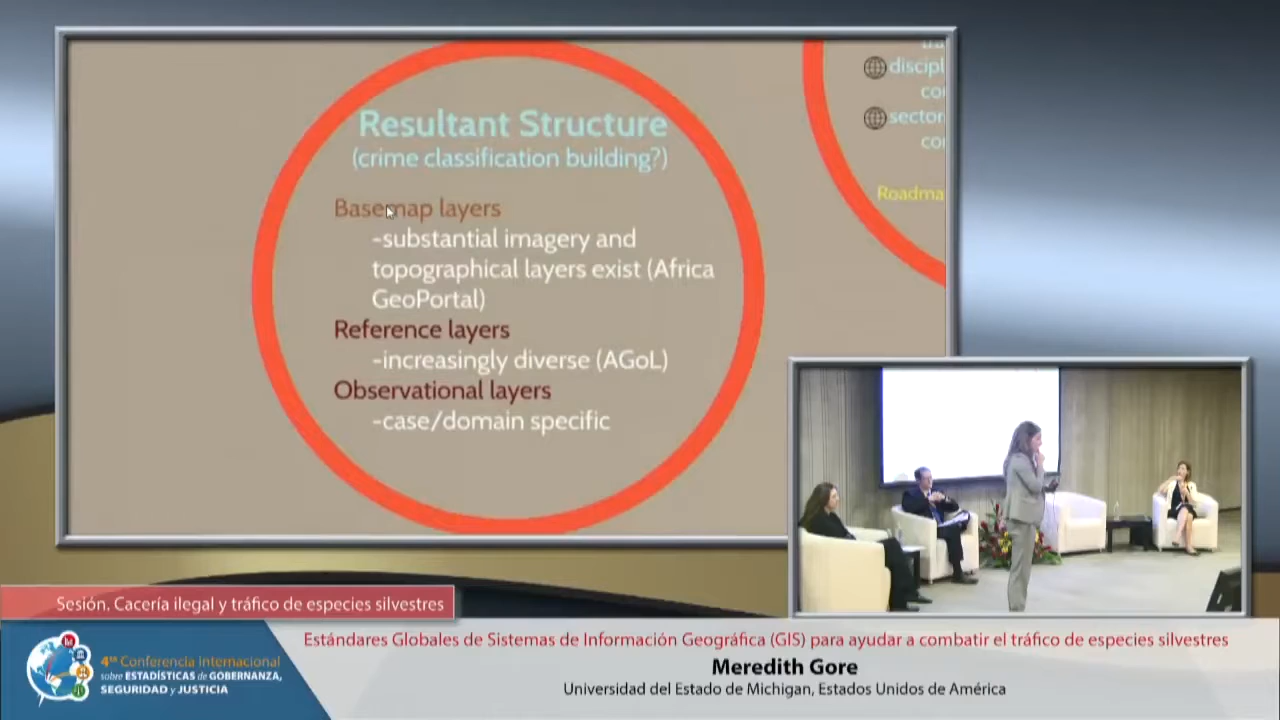 Resultant Structure
(crime classification building?)
Basemap layers
-substantial imagery and
topographical layers exist (Africa
GeoPortal)
Reference layers
-increasingly diverse (AGoL)
Observational layers
-case/domain specific
discipl
co
sector
co
Roadma
Sesión. Cacería ilegal y tráfico de especies silvestres
4ta Conferencia internacional
sobre ESTADÍSTICAS de GOBERNANZA,
SEGURIDAD y JUSTICIA
Estándares Globales de Sistemas de Información Geográfica (GIS) para ayudar a combatir el tráfico de especies silvestres
Meredith Gore
Universidad del Estado de Michigan, Estados Unidos de América